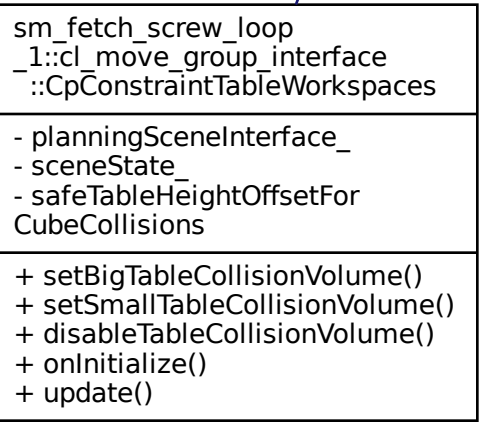 sm_fetch_screw_loop
_1::cl_move_group_interface
::CpConstraintTableWorkspaces
- planningSceneInterface_
- sceneState_
- safeTableHeightOffsetFor
CubeCollisions
+ setBigTableCollisionVolume()
+ setSmallTableCollisionVolume()
+ disableTableCollisionVolume()
+ onInitialize()
+ update()